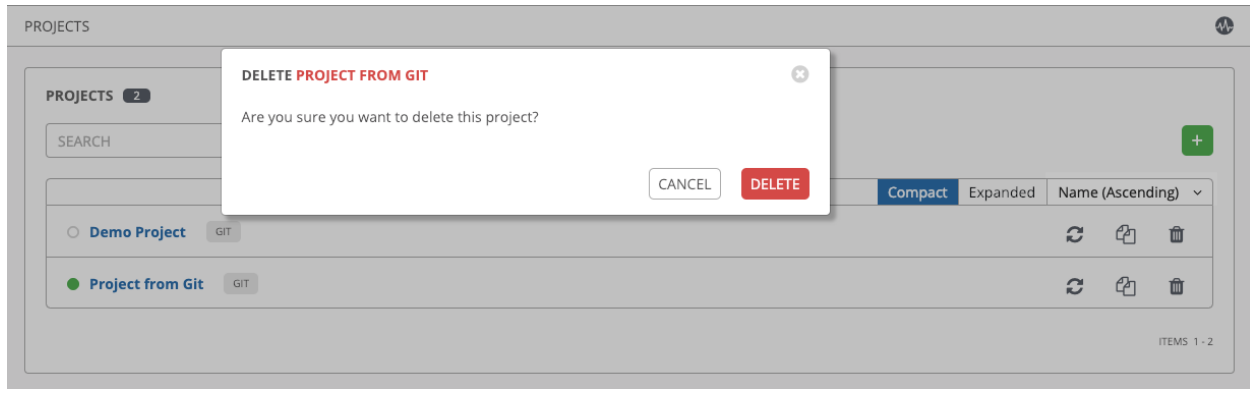 PROJECTS
DELETE PROJECT FROM GIT
PROJECTS 2
Are you sure you want to delete this project?
SEARCH
+
CANCEL DELETE
Compact Expanded Name (Ascending)
Demo Project GIT
Project from Git GIT
ITEMS 1 - 2